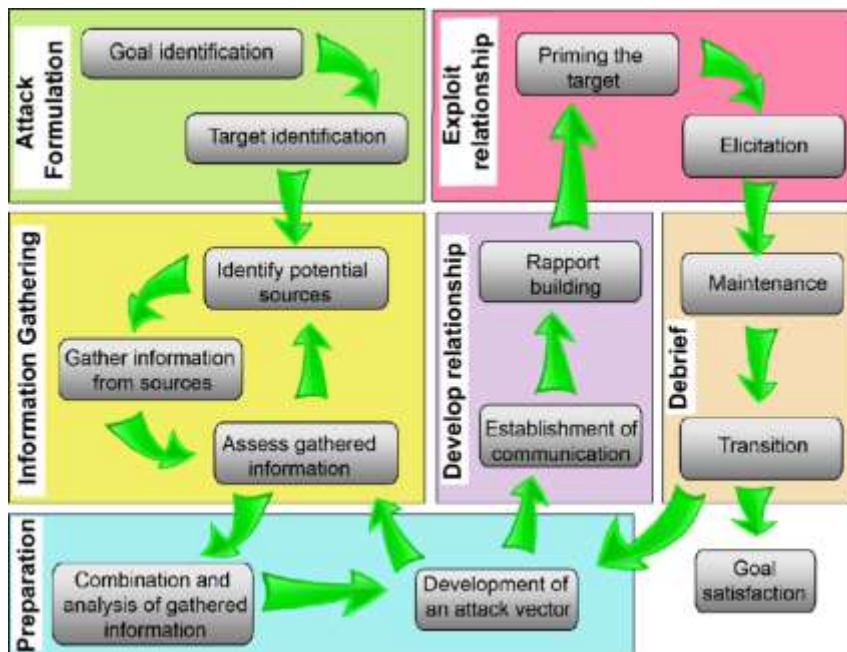 Attack
Formulation
Goal identification
Target identification
Exploit
relationship
Priming the
target
Elicitation
Information Gathering
Identify potential
sources
Gather information
from sources
Assess gathered
information
Develop relationship
Rapport
building
Establishment of
communication
Debrief
Maintenance
Transition
Preparation
Combination and
analysis of gathered
information
Development of
an attack vector
Goal
satisfaction